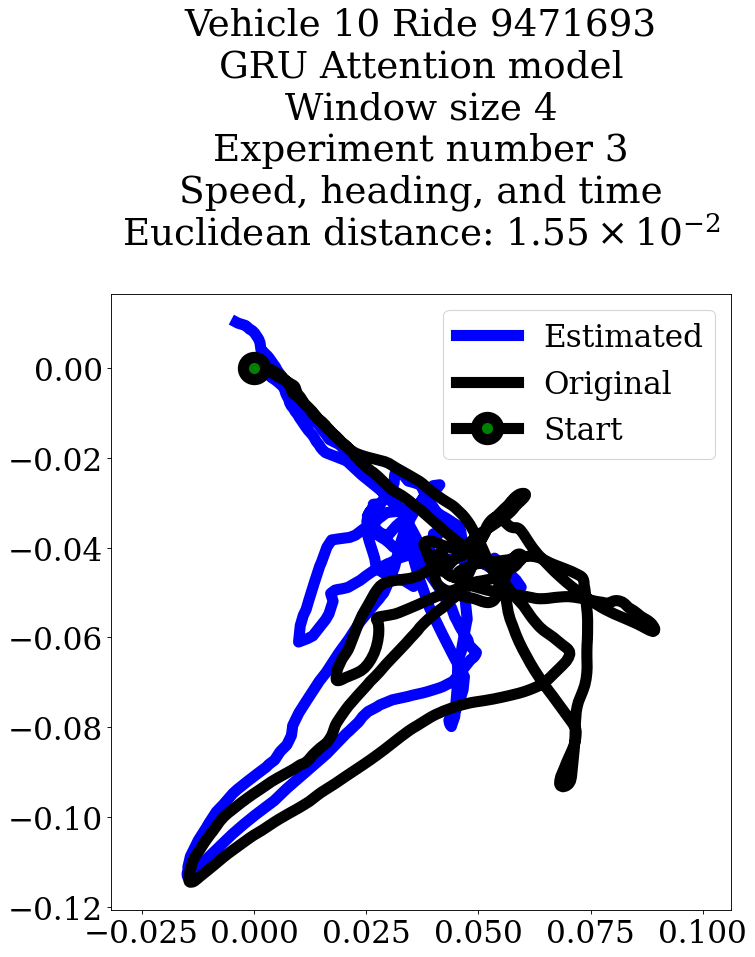 Vehicle 10 Ride 9471693
GRU Attention model
Window size 4
Experiment number 3
Speed, heading, and time
Euclidean distance: 1.55 × 10⁻²
Estimated
Original
Start
0.00
−0.02
−0.04
−0.06
−0.08
−0.10
−0.12
−0.025 0.000 0.025 0.050 0.075 0.100